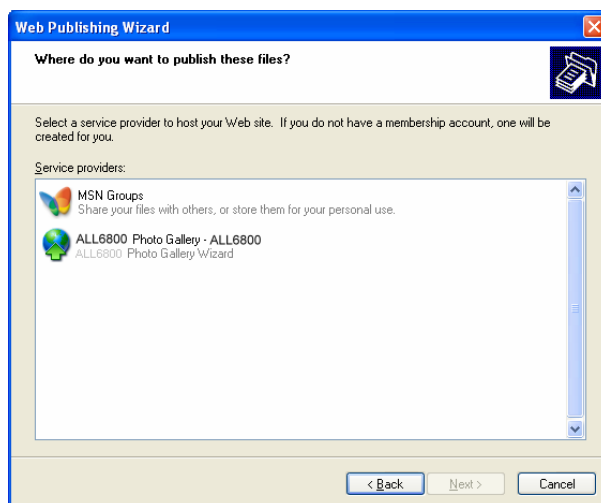 Web Publishing Wizard
Where do you want to publish these files?
Select a service provider to host your Web site. If you do not have a membership account, one will be
created for you.
Service providers:
MSN Groups
Share your files with others, or store them for your personal use.
ALL6800 Photo Gallery - ALL6800
ALL6800 Photo Gallery Wizard
< Back Next > Cancel